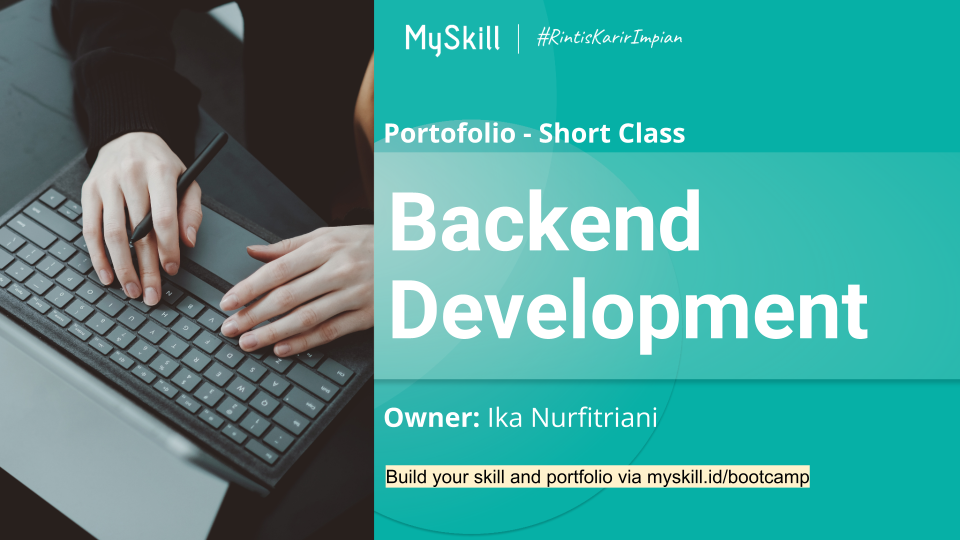 MySkill | #RintisKarirImpian
Portofolio - Short Class
Backend
Development
Owner: Ika Nurfitriani
Build your skill and portfolio via myskill.id/bootcamp